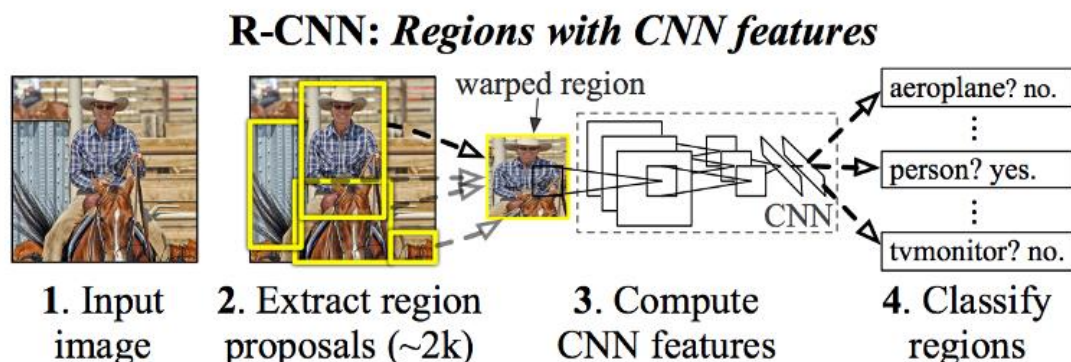 R-CNN: Regions with CNN features
warped region
aeroplane? no.
⋮
person? yes.
⋮
tvmonitor? no.
CNN
1. Input
image
2. Extract region
proposals (~2k)
3. Compute
CNN features
4. Classify
regions